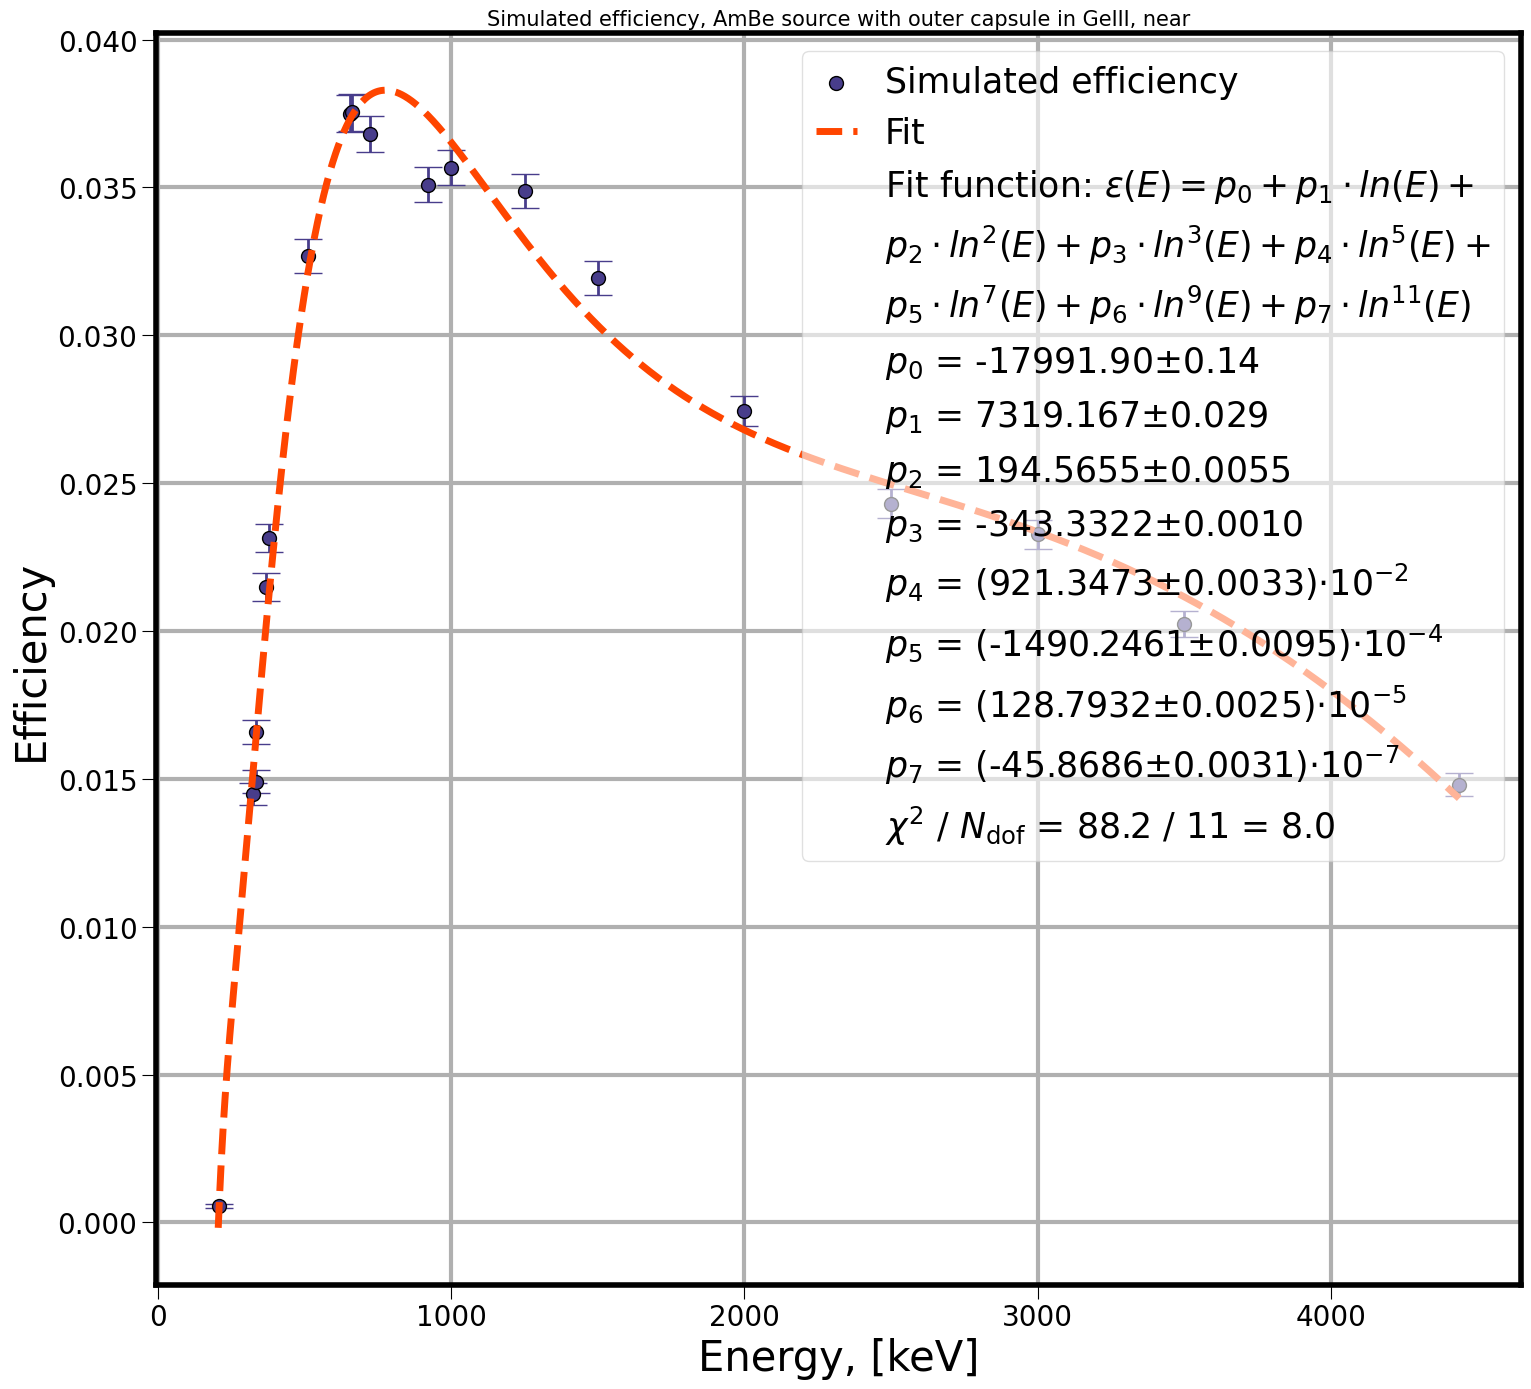 Simulated efficiency, AmBe source with outer capsule in GeIII, near
0.040
0.035
0.030
0.025
0.020
0.015
0.010
0.005
0.000
Efficiency
Simulated efficiency
Fit
Fit function: ε(E) = p₀ + p₁ · ln(E) +
p₂ · ln²(E) + p₃ · ln³(E) + p₄ · ln⁵(E) +
p₅ · ln⁷(E) + p₆ · ln⁹(E) + p₇ · ln¹¹(E)
p₀ = -17991.90±0.14
p₁ = 7319.167±0.029
p₂ = 194.5655±0.0055
p₃ = -343.3322±0.0010
p₄ = (921.3473±0.0033)·10⁻²
p₅ = (-1490.2461±0.0095)·10⁻⁴
p₆ = (128.7932±0.0025)·10⁻⁵
p₇ = (-45.8686±0.0031)·10⁻⁷
χ² / N_dof = 88.2 / 11 = 8.0
0 1000 2000 3000 4000
Energy, [keV]